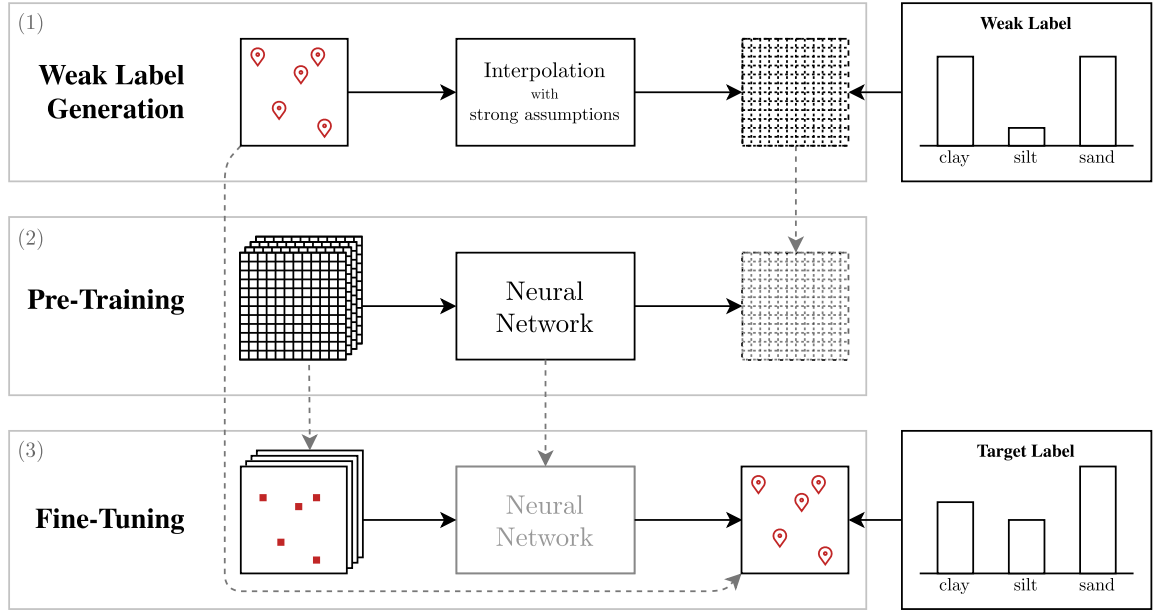 (1)
Weak Label
Generation
Interpolation
with
strong assumptions
Weak Label
clay silt sand
(2)
Pre-Training
Neural
Network
(3)
Fine-Tuning
Neural
Network
Target Label
clay silt sand